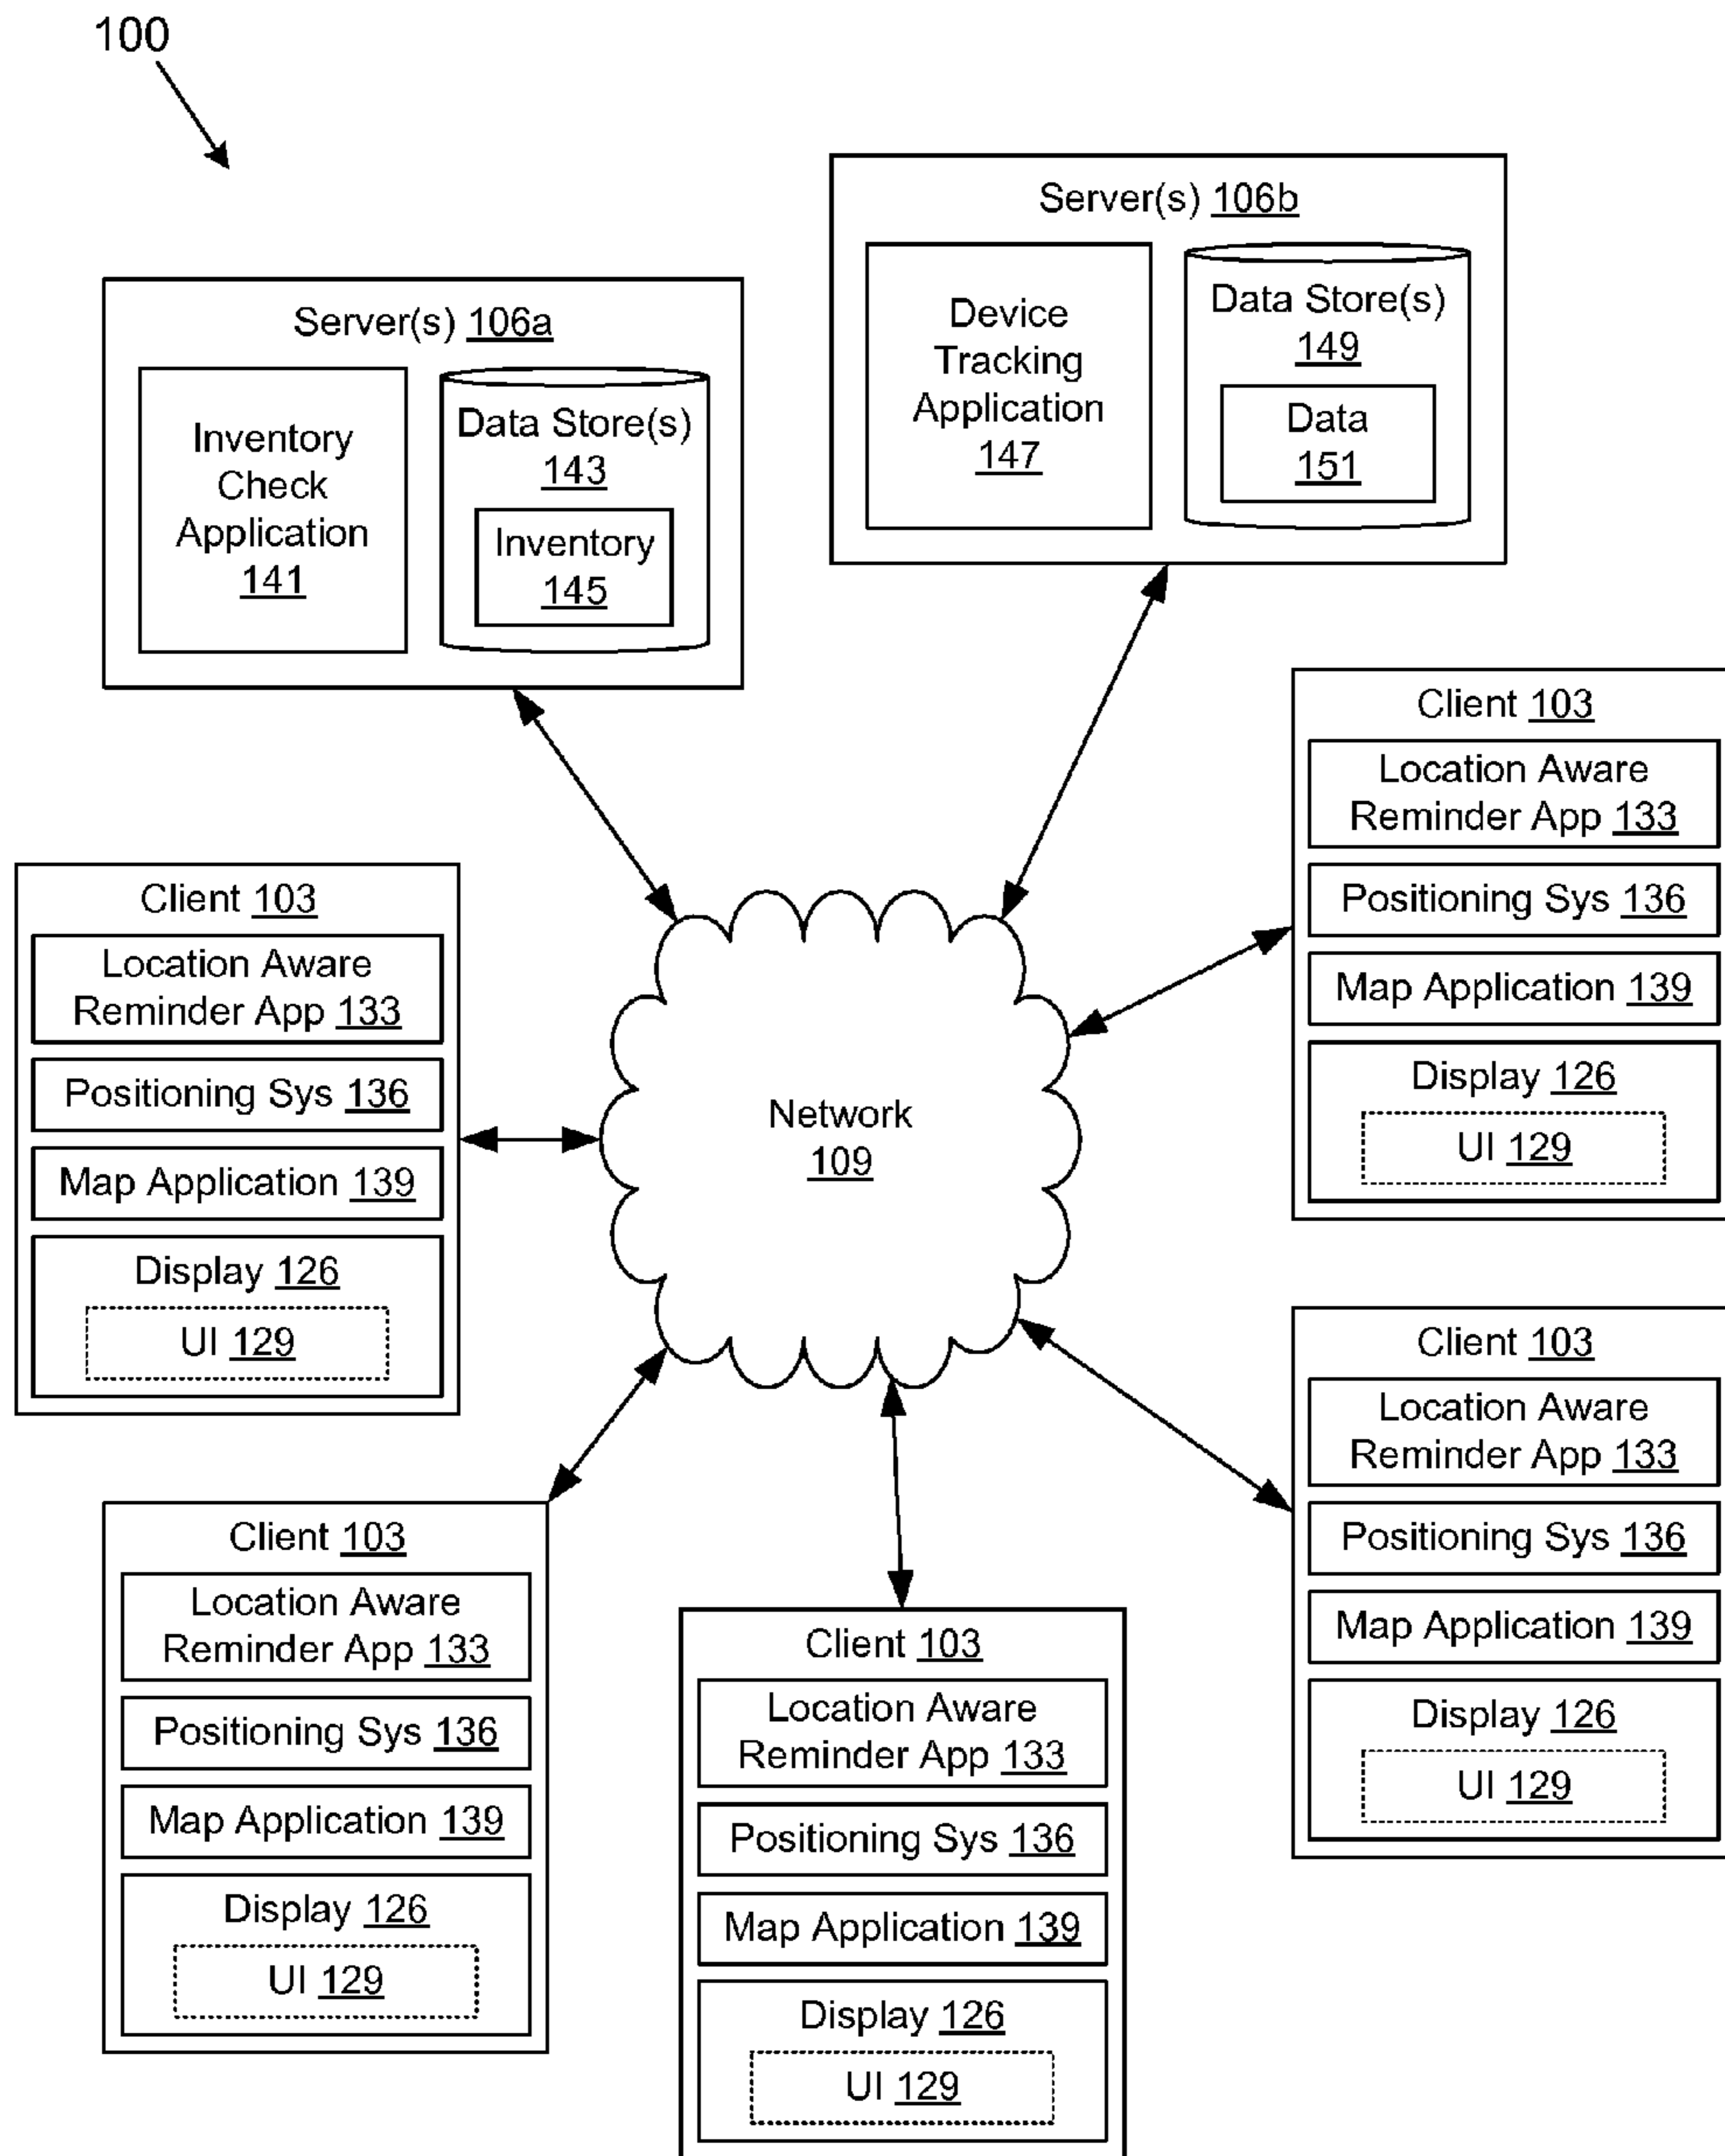 100
Server(s) 106b
Device
Tracking
Application
147
Data Store(s)
149
Data
151
Server(s) 106a
Inventory
Check
Application
141
Data Store(s)
143
Inventory
145
Client 103
Location Aware
Reminder App 133
Positioning Sys 136
Map Application 139
Display 126
UI 129
Client 103
Location Aware
Reminder App 133
Positioning Sys 136
Map Application 139
Display 126
UI 129
Network
109
Client 103
Location Aware
Reminder App 133
Positioning Sys 136
Map Application 139
Display 126
UI 129
Client 103
Location Aware
Reminder App 133
Positioning Sys 136
Map Application 139
Display 126
UI 129
Client 103
Location Aware
Reminder App 133
Positioning Sys 136
Map Application 139
Display 126
UI 129